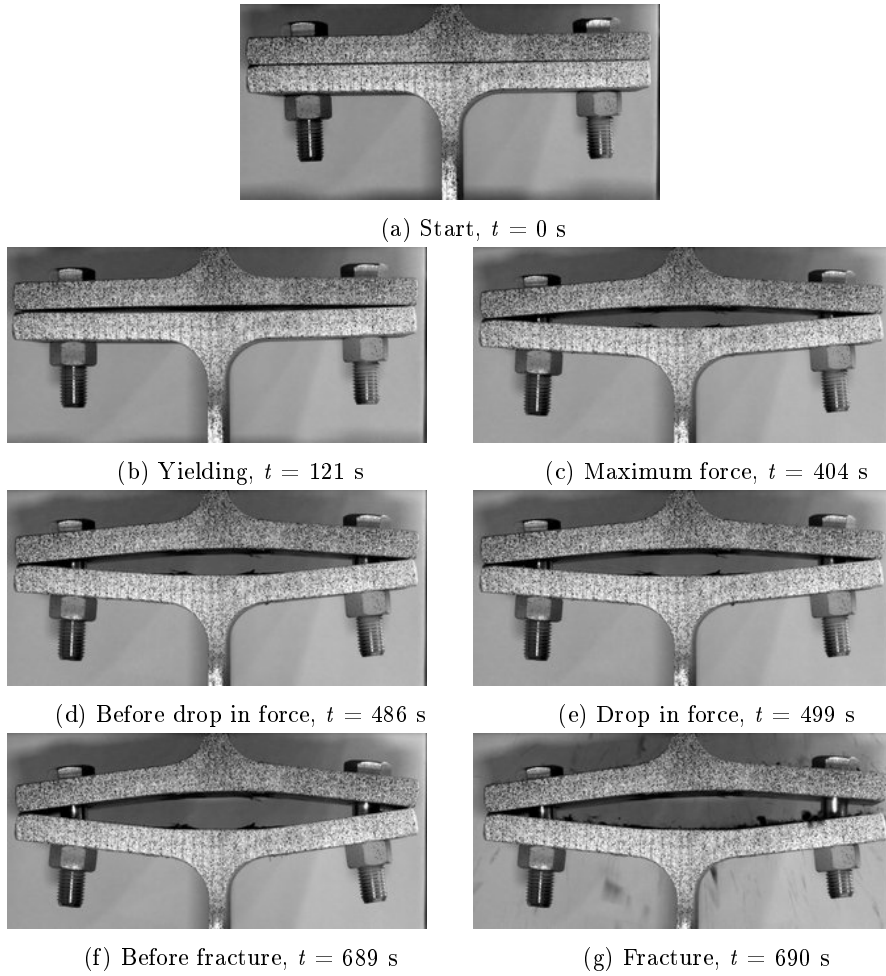 (a) Start, t = 0 s
(b) Yielding, t = 121 s
(c) Maximum force, t = 404 s
(d) Before drop in force, t = 486 s
(e) Drop in force, t = 499 s
(f) Before fracture, t = 689 s
(g) Fracture, t = 690 s